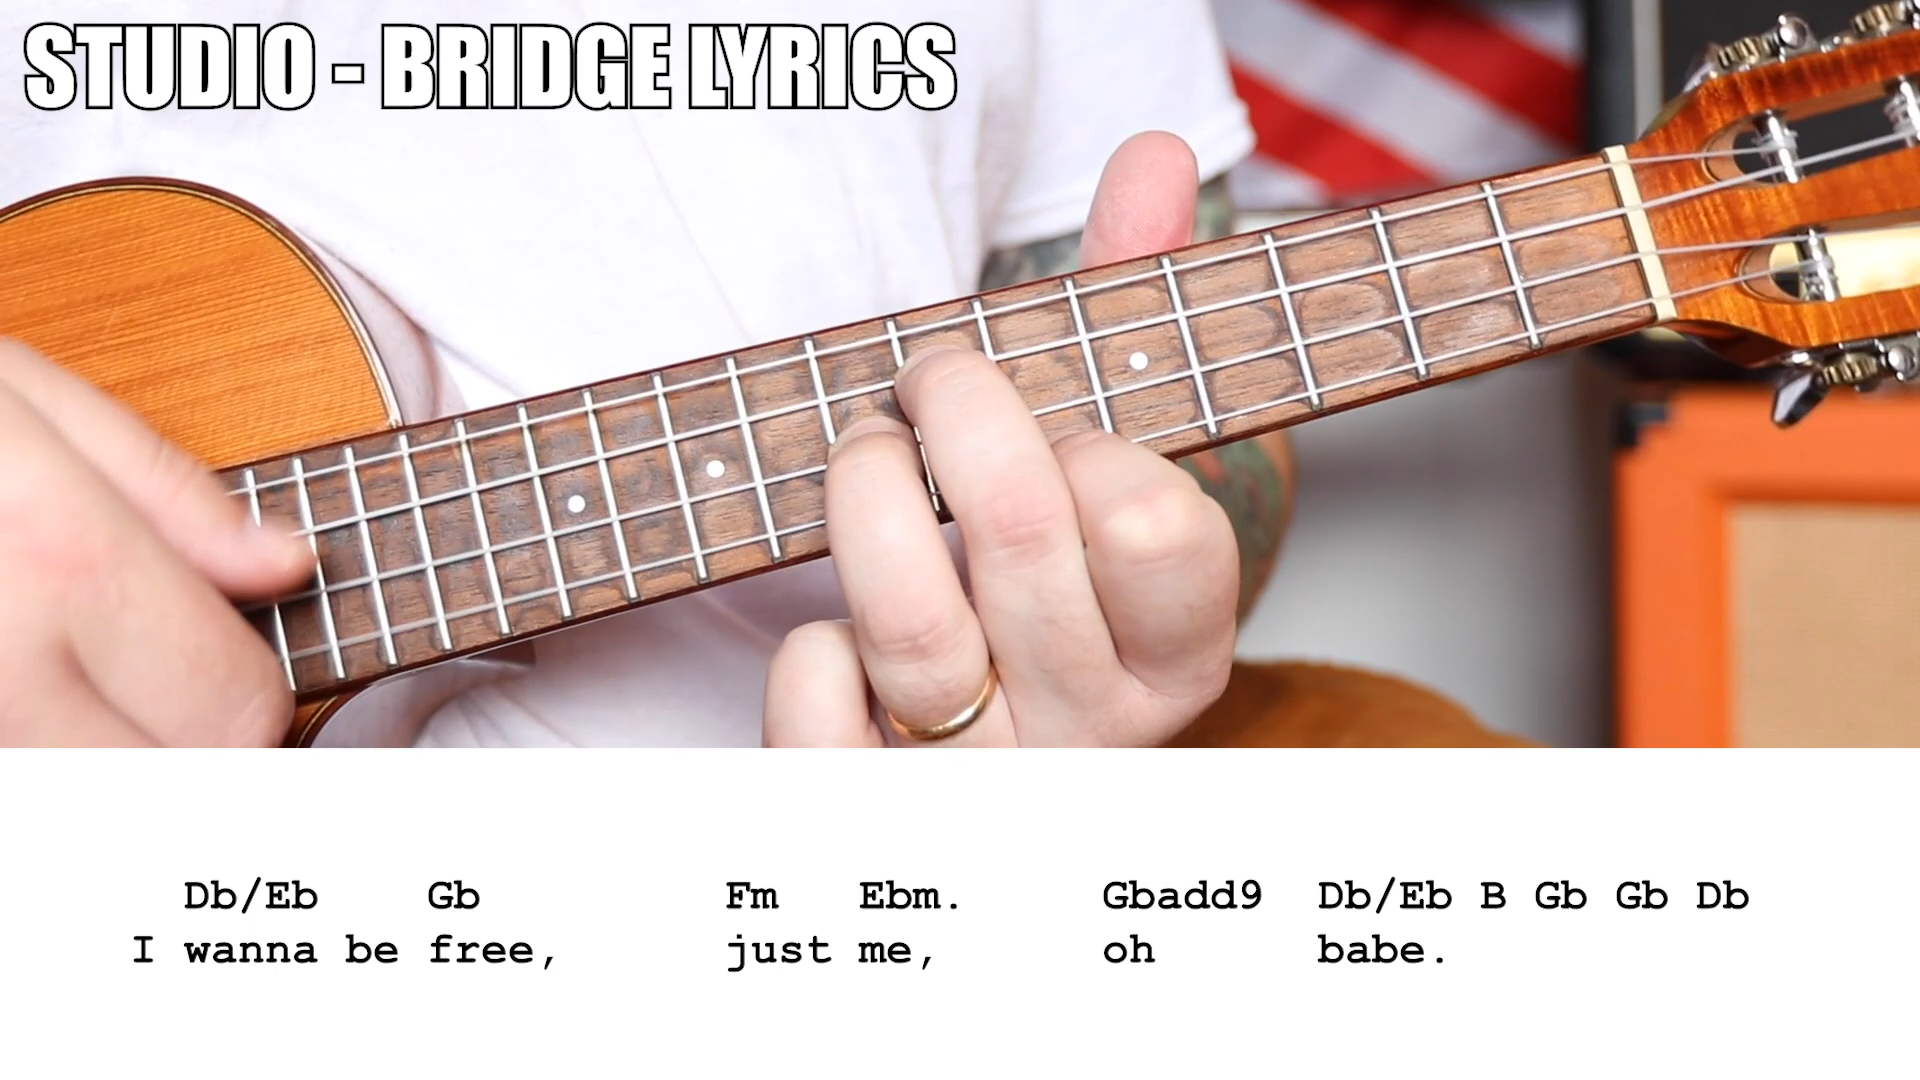 STUDIO - BRIDGE LYRICS
Db/Eb Gb Fm Ebm. Gbadd9 Db/Eb B Gb Gb Db
I wanna be free, just me, oh babe.